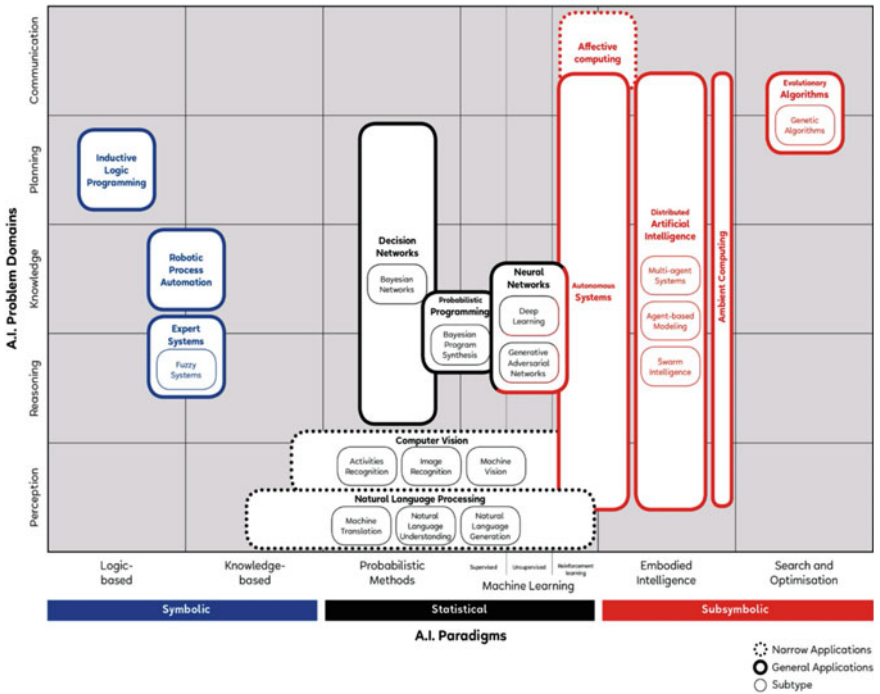 A.I. Problem Domains
Communication
Planning
Knowledge
Reasoning
Perception
Affective
computing
Evolutionary
Algorithms
Genetic
Algorithms
Inductive
Logic
Programming
Robotic
Process
Automation
Expert
Systems
Fuzzy
Systems
Decision
Networks
Bayesian
Networks
Probabilistic
Programming
Bayesian
Program
Synthesis
Neural
Networks
Deep
Learning
Generative
Adversarial
Networks
Autonomous
Systems
Distributed
Artificial
Intelligence
Multi-agent
Systems
Agent-based
Modeling
Swarm
Intelligence
Ambient Computing
Computer Vision
Activities
Recognition
Image
Recognition
Machine
Vision
Natural Language Processing
Machine
Translation
Natural
Language
Understanding
Natural
Language
Generation
Logic-
based
Knowledge-
based
Probabilistic
Methods
Supervised
Unsupervised
Reinforcement
learning
Machine Learning
Embodied
Intelligence
Search and
Optimisation
Symbolic
Statistical
Subsymbolic
A.I. Paradigms
Narrow Applications
General Applications
Subtype